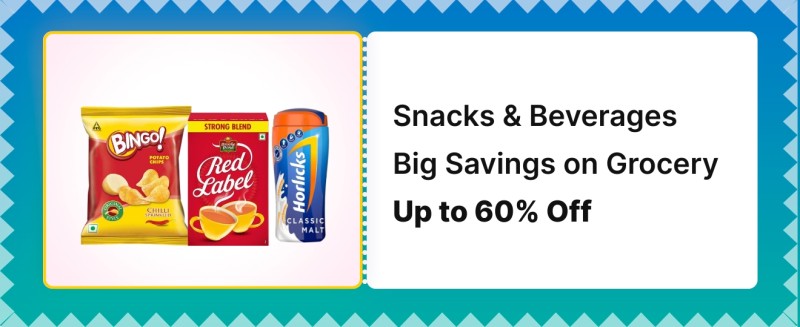 BINGO!
POTATO
CHIPS
CHILLI
SPRINKLED
STRONG BLEND
Red
Label
Horlicks
CLASSIC
MALT
Snacks & Beverages
Big Savings on Grocery
Up to 60% Off